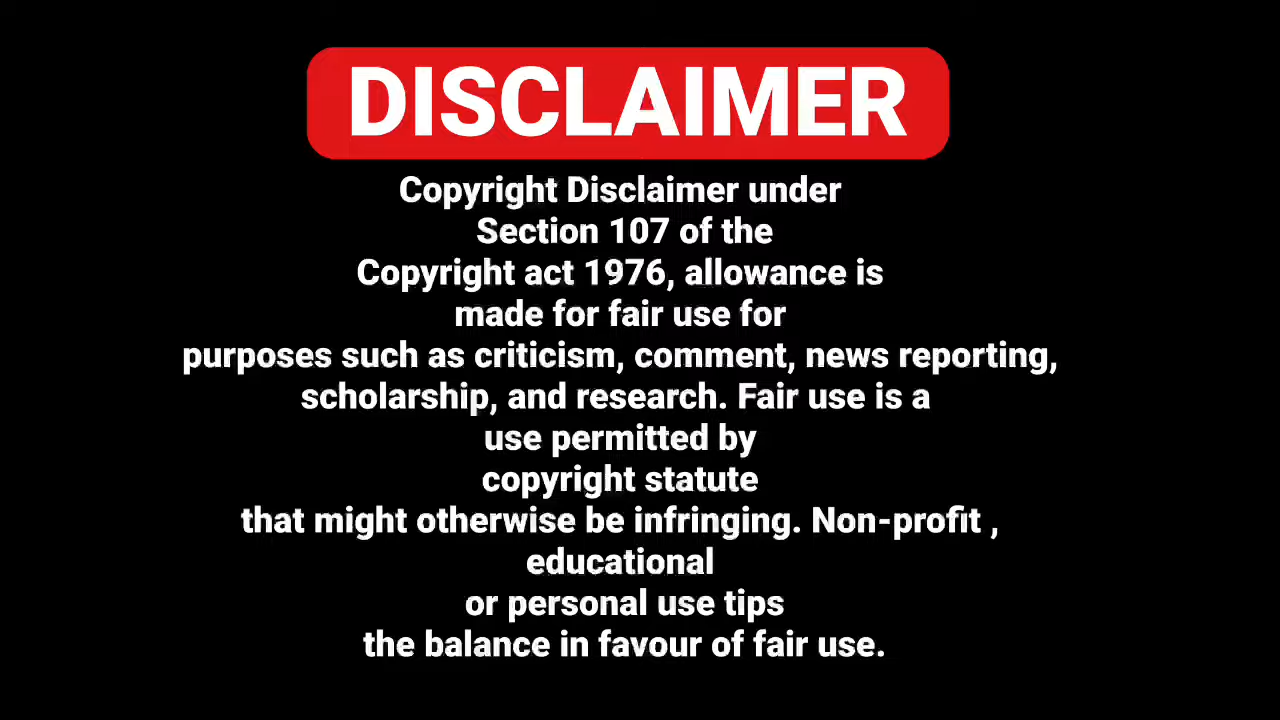 DISCLAIMER
Copyright Disclaimer under
Section 107 of the
Copyright act 1976, allowance is
made for fair use for
purposes such as criticism, comment, news reporting,
scholarship, and research. Fair use is a
use permitted by
copyright statute
that might otherwise be infringing. Non-profit ,
educational
or personal use tips
the balance in favour of fair use.